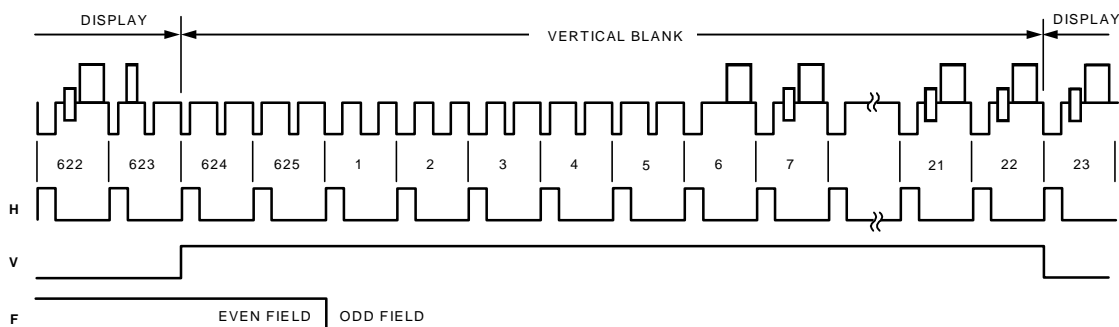 DISPLAY
DISPLAY
VERTICAL BLANK
622 623 624 625 1 2 3 4 5 6 7 21 22 23
H
V
F
EVEN FIELD ODD FIELD